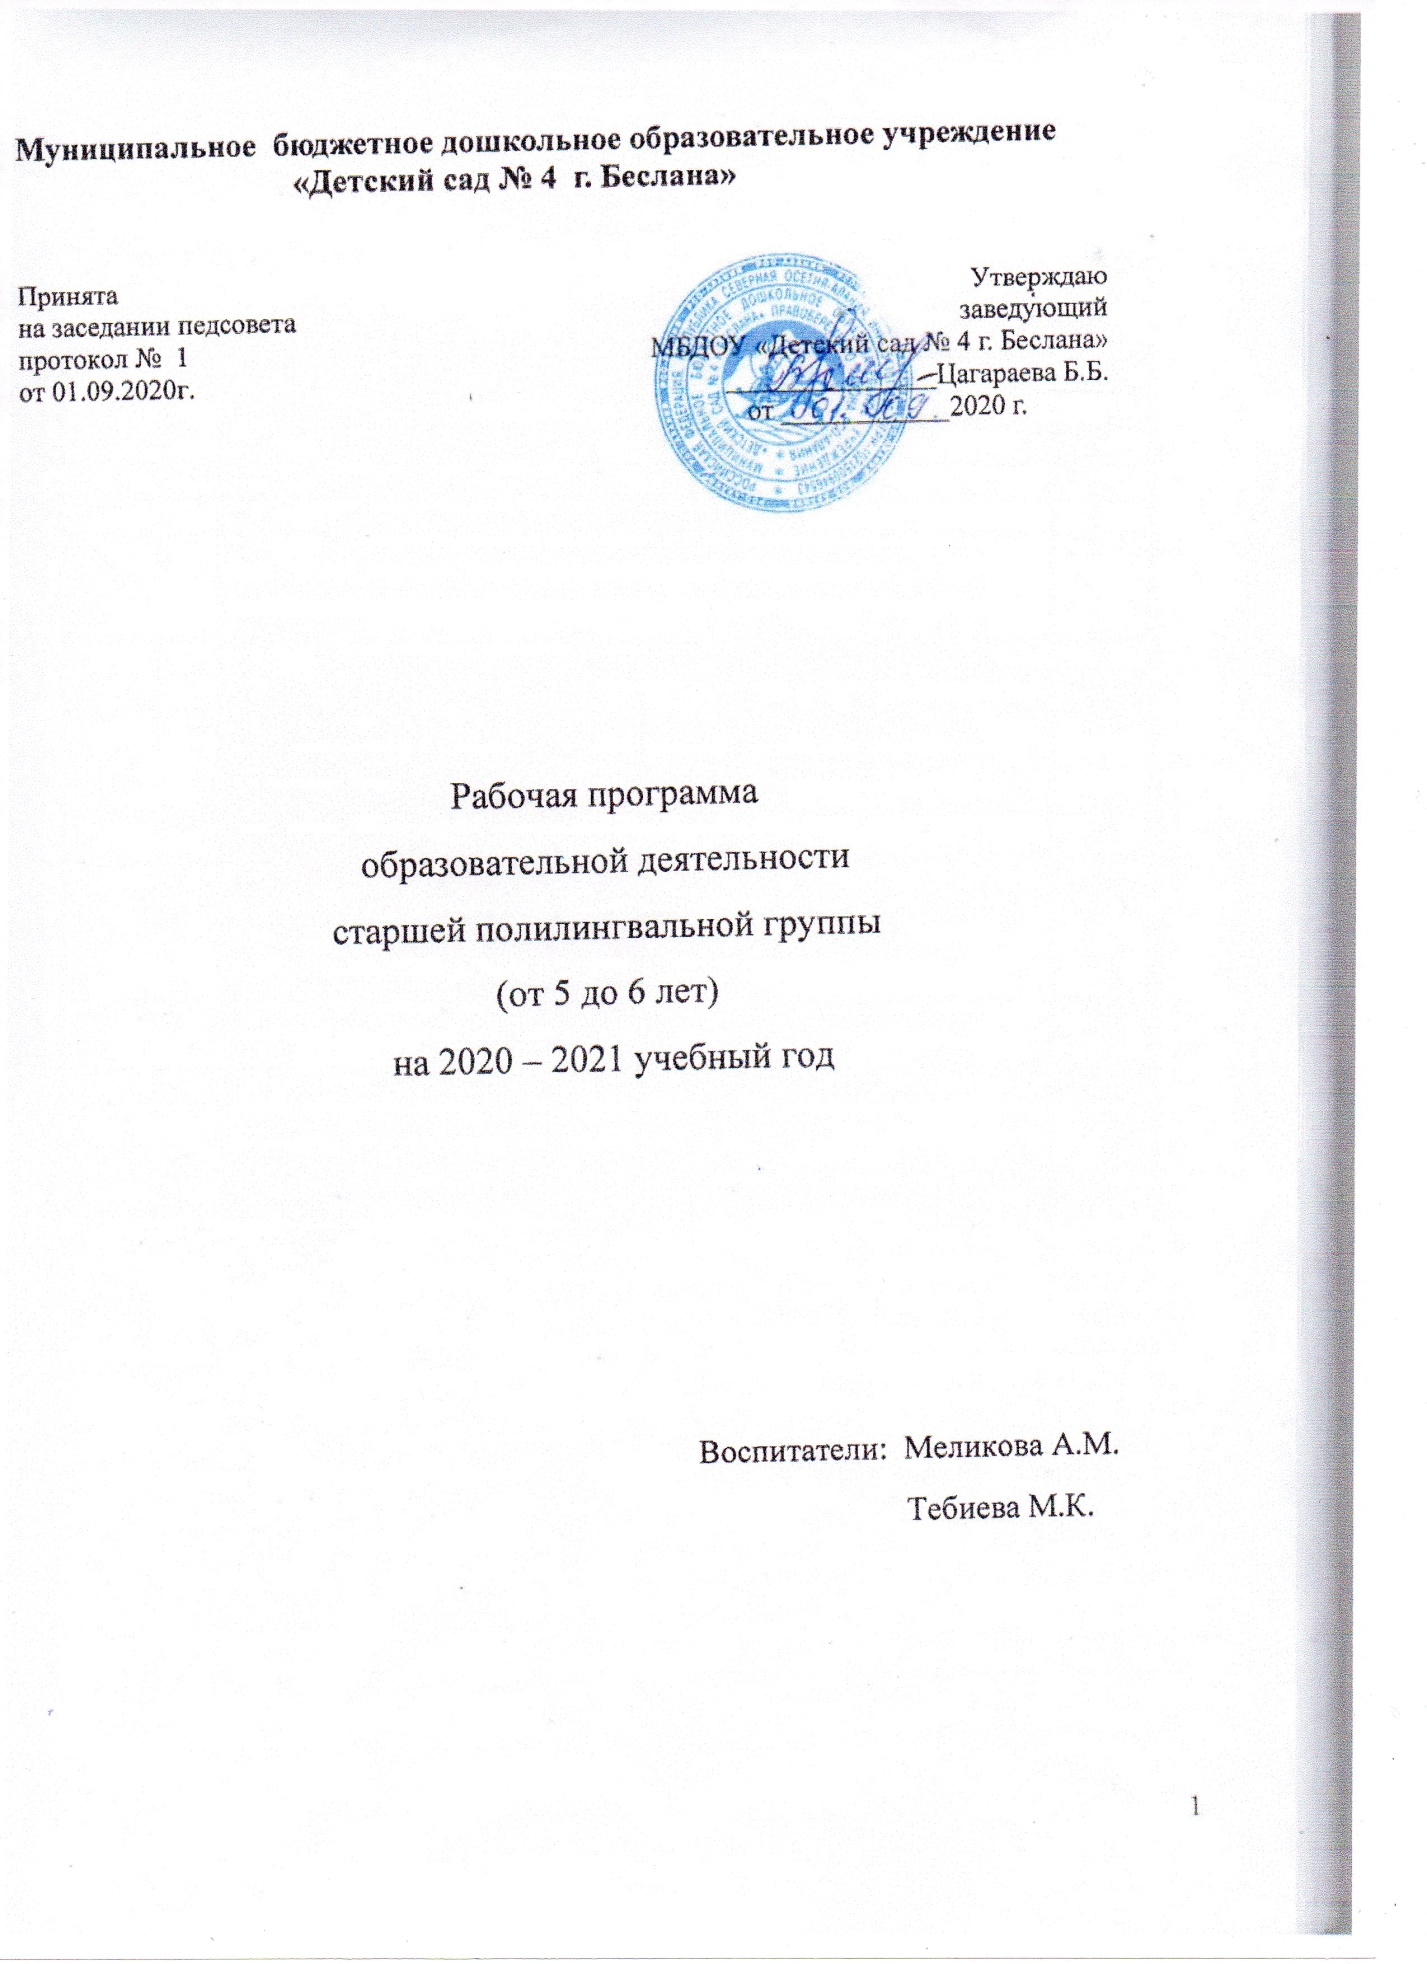 Муниципальное бюджетное дошкольное образовательное учреждение
«Детский сад № 4 г. Беслана»
Принята
на заседании педсовета
протокол № 1
от 01.09.2020г.
Утверждаю
заведующий
МБДОУ «Детский сад № 4 г. Беслана»
Цагараева Б.Б.
от 01. 09. 2020 г.
Рабочая программа
образовательной деятельности
старшей полилингвальной группы
(от 5 до 6 лет)
на 2020 – 2021 учебный год
Воспитатели: Меликова А.М.
Тебиева М.К.
1